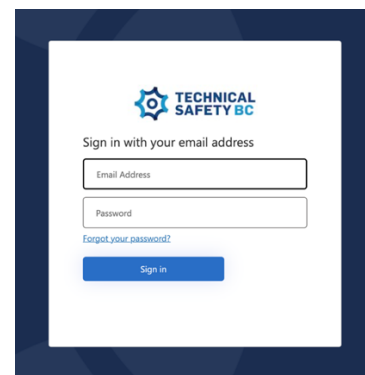 TECHNICAL
SAFETY BC
Sign in with your email address
Email Address
Password
Forgot your password?
Sign in